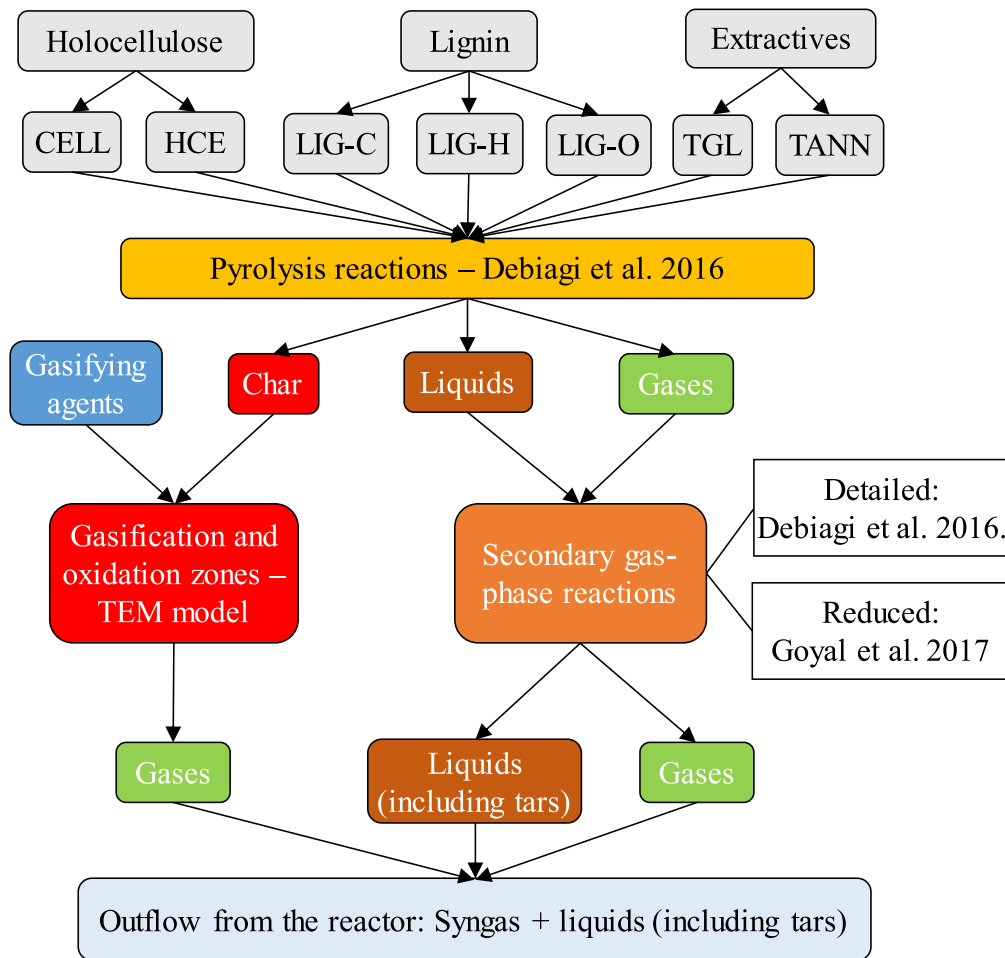 Holocellulose
Lignin
Extractives
CELL
HCE
LIG-C
LIG-H
LIG-O
TGL
TANN
Pyrolysis reactions – Debiagi et al. 2016
Gasifying
agents
Char
Liquids
Gases
Gasification and
oxidation zones –
TEM model
Secondary gas-
phase reactions
Detailed:
Debiagi et al. 2016.
Reduced:
Goyal et al. 2017
Gases
Liquids
(including tars)
Gases
Outflow from the reactor: Syngas + liquids (including tars)